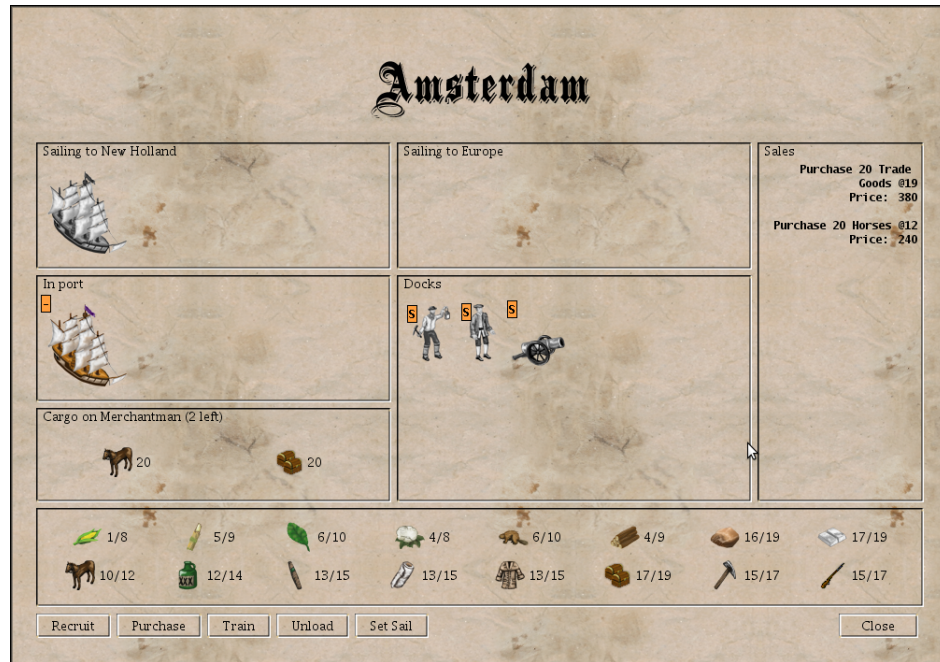 Amsterdam
Sailing to New Holland
Sailing to Europe
Sales
Purchase 20 Trade
Goods @19
Price: 380
Purchase 20 Horses @12
Price: 240
In port
-
Docks
S
S
S
Cargo on Merchantman (2 left)
20
20
1/8
5/9
6/10
4/8
6/10
4/9
16/19
17/19
10/12
12/14
13/15
13/15
13/15
17/19
15/17
15/17
Recruit
Purchase
Train
Unload
Set Sail
Close